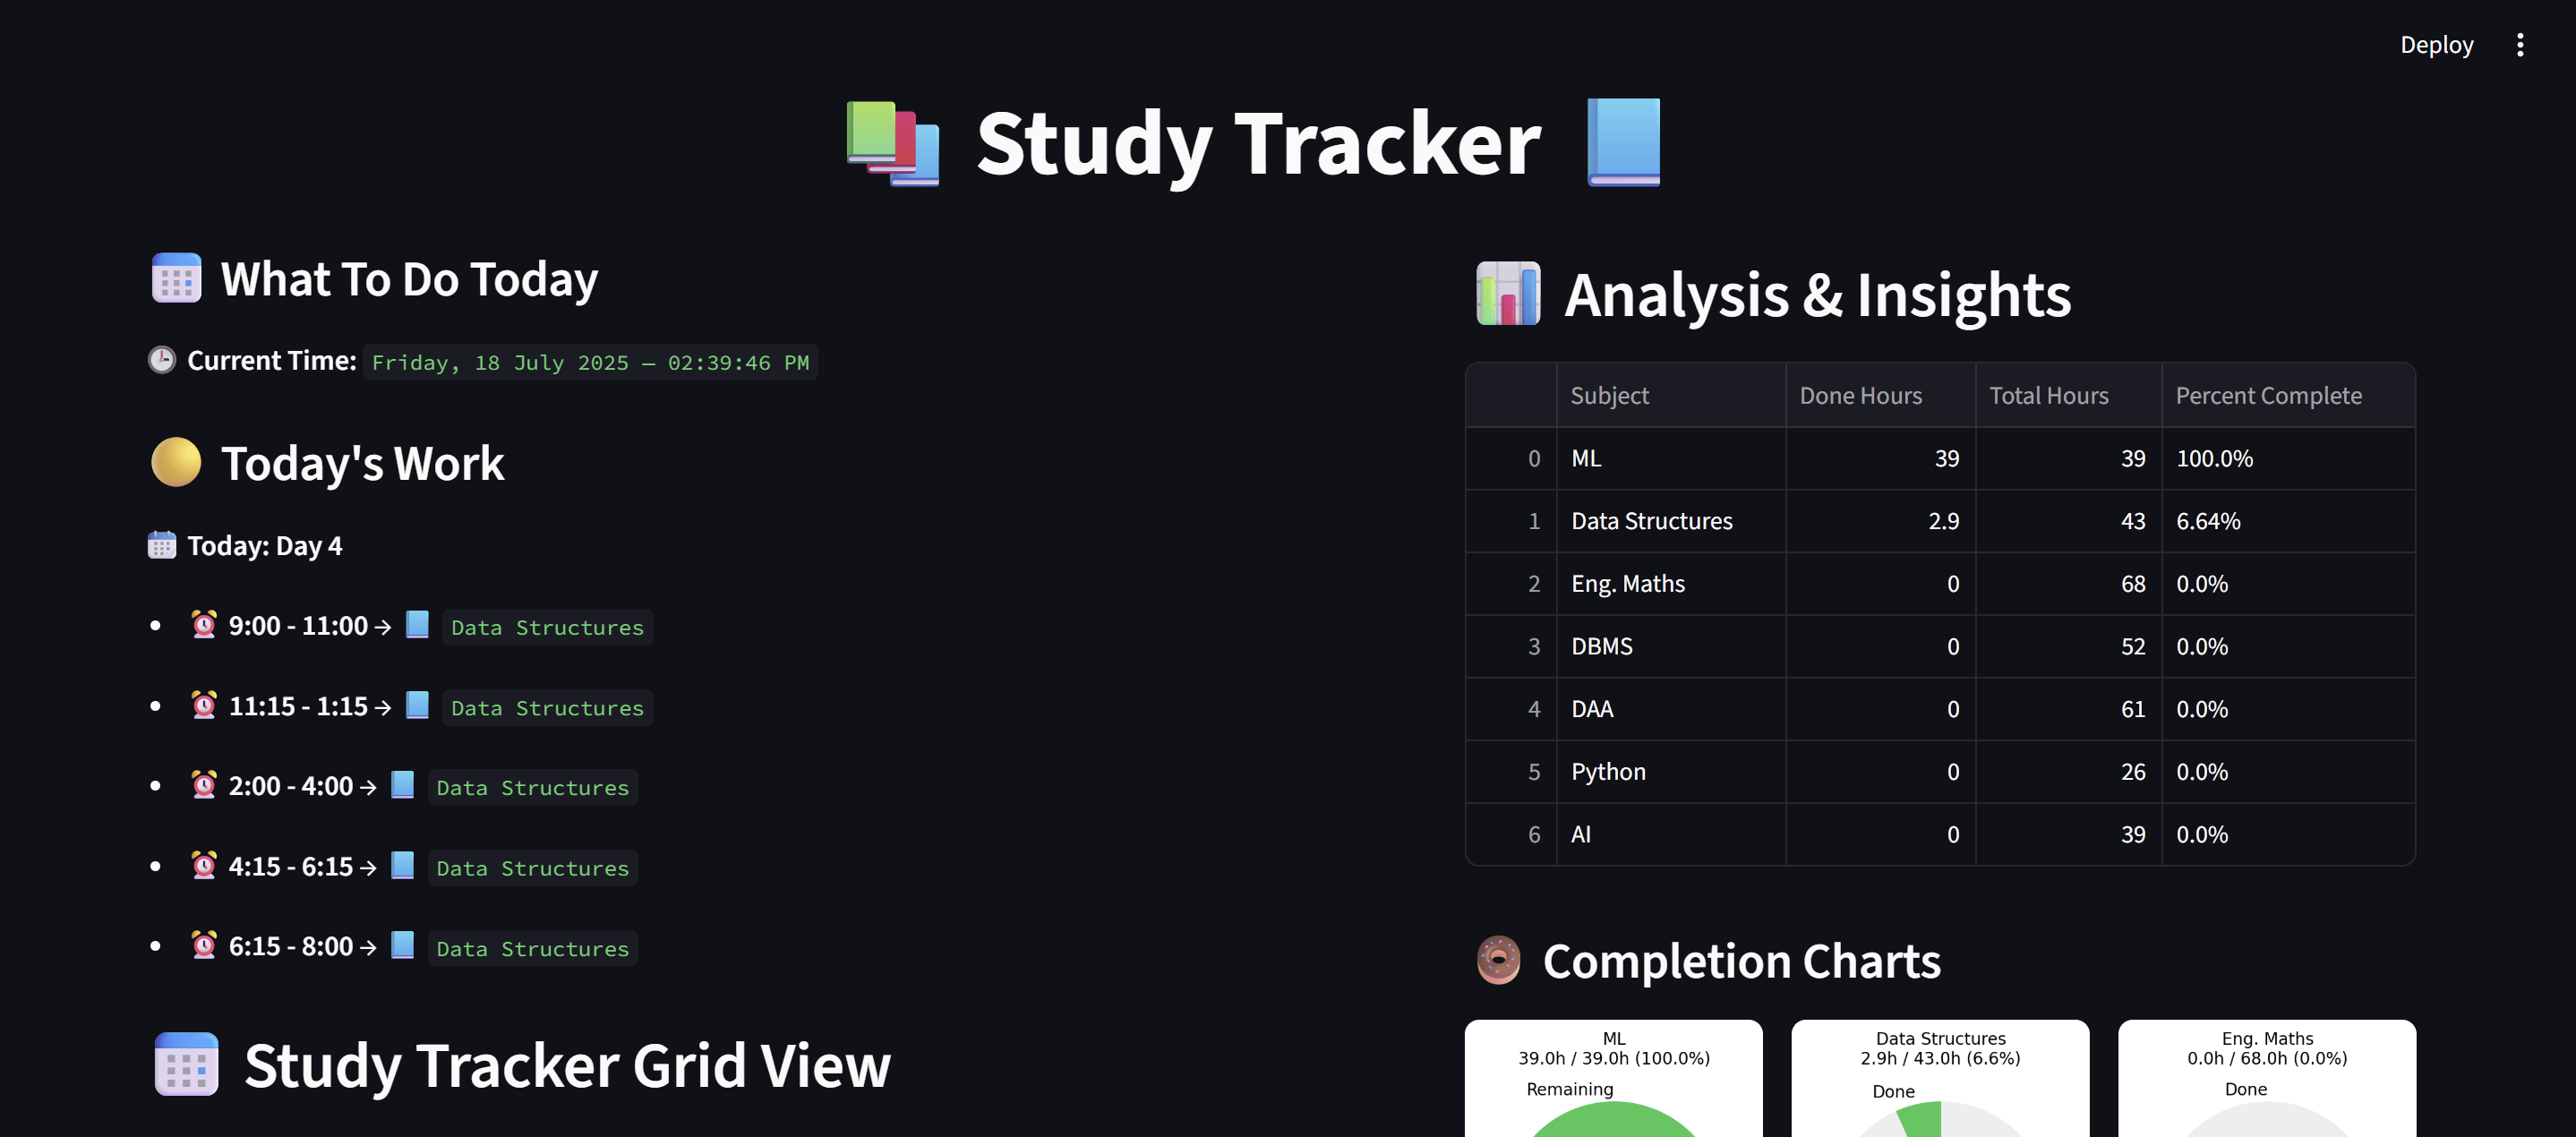 Deploy
Study Tracker
What To Do Today
Current Time: Friday, 18 July 2025 — 02:39:46 PM
Today's Work
Today: Day 4
9:00 - 11:00 → Data Structures
11:15 - 1:15 → Data Structures
2:00 - 4:00 → Data Structures
4:15 - 6:15 → Data Structures
6:15 - 8:00 → Data Structures
Study Tracker Grid View
Analysis & Insights
Subject Done Hours Total Hours Percent Complete
0 ML 39 39 100.0%
1 Data Structures 2.9 43 6.64%
2 Eng. Maths 0 68 0.0%
3 DBMS 0 52 0.0%
4 DAA 0 61 0.0%
5 Python 0 26 0.0%
6 AI 0 39 0.0%
Completion Charts
ML
39.0h / 39.0h (100.0%)
Remaining
Data Structures
2.9h / 43.0h (6.6%)
Done
Eng. Maths
0.0h / 68.0h (0.0%)
Done